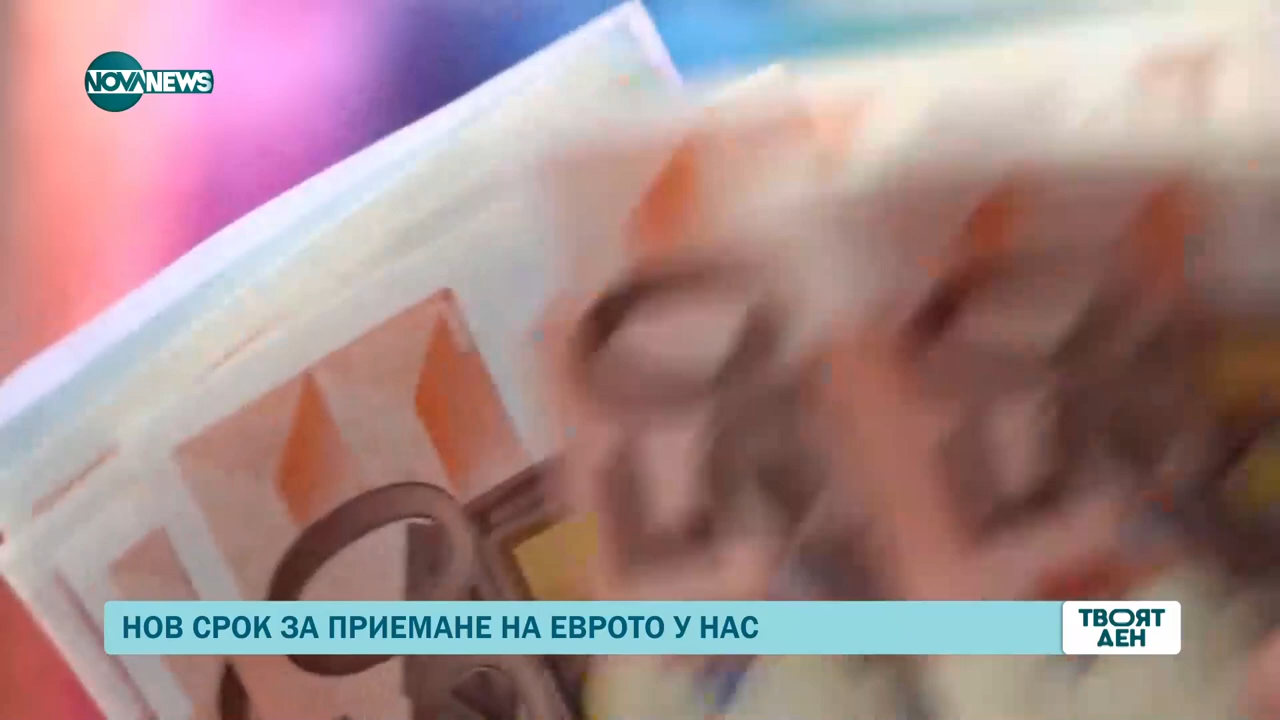 NOVANEWS
НОВ СРОК ЗА ПРИЕМАНЕ НА ЕВРОТО У НАС
ТВОЯТ
ДЕН